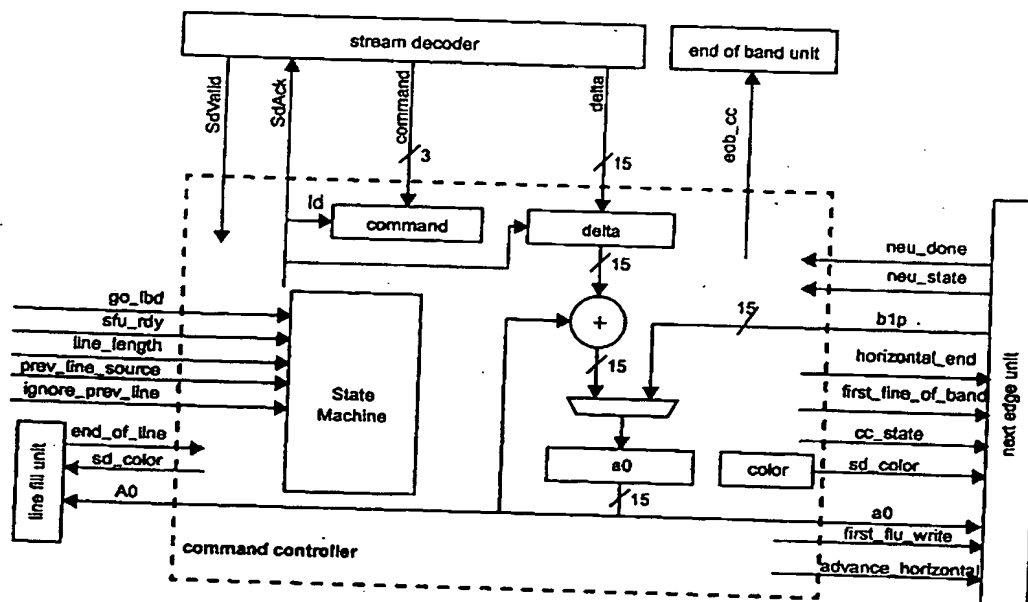 stream decoder
end of band unit
SdValid
SdAck
command
delta
eob_cc
3
15
ld
command
delta
neu_done
neu_state
15
go_lbd
sfu_rdy
line_length
prev_line_source
ignore_prev_line
+
15
b1p
horizontal_end
first_line_of_band
15
State
Machine
cc_state
next edge unit
end_of_line
sd_color
line fill unit
a0
color
sd_color
A0
15
a0
first_flu_write
command controller
advance_horizontal